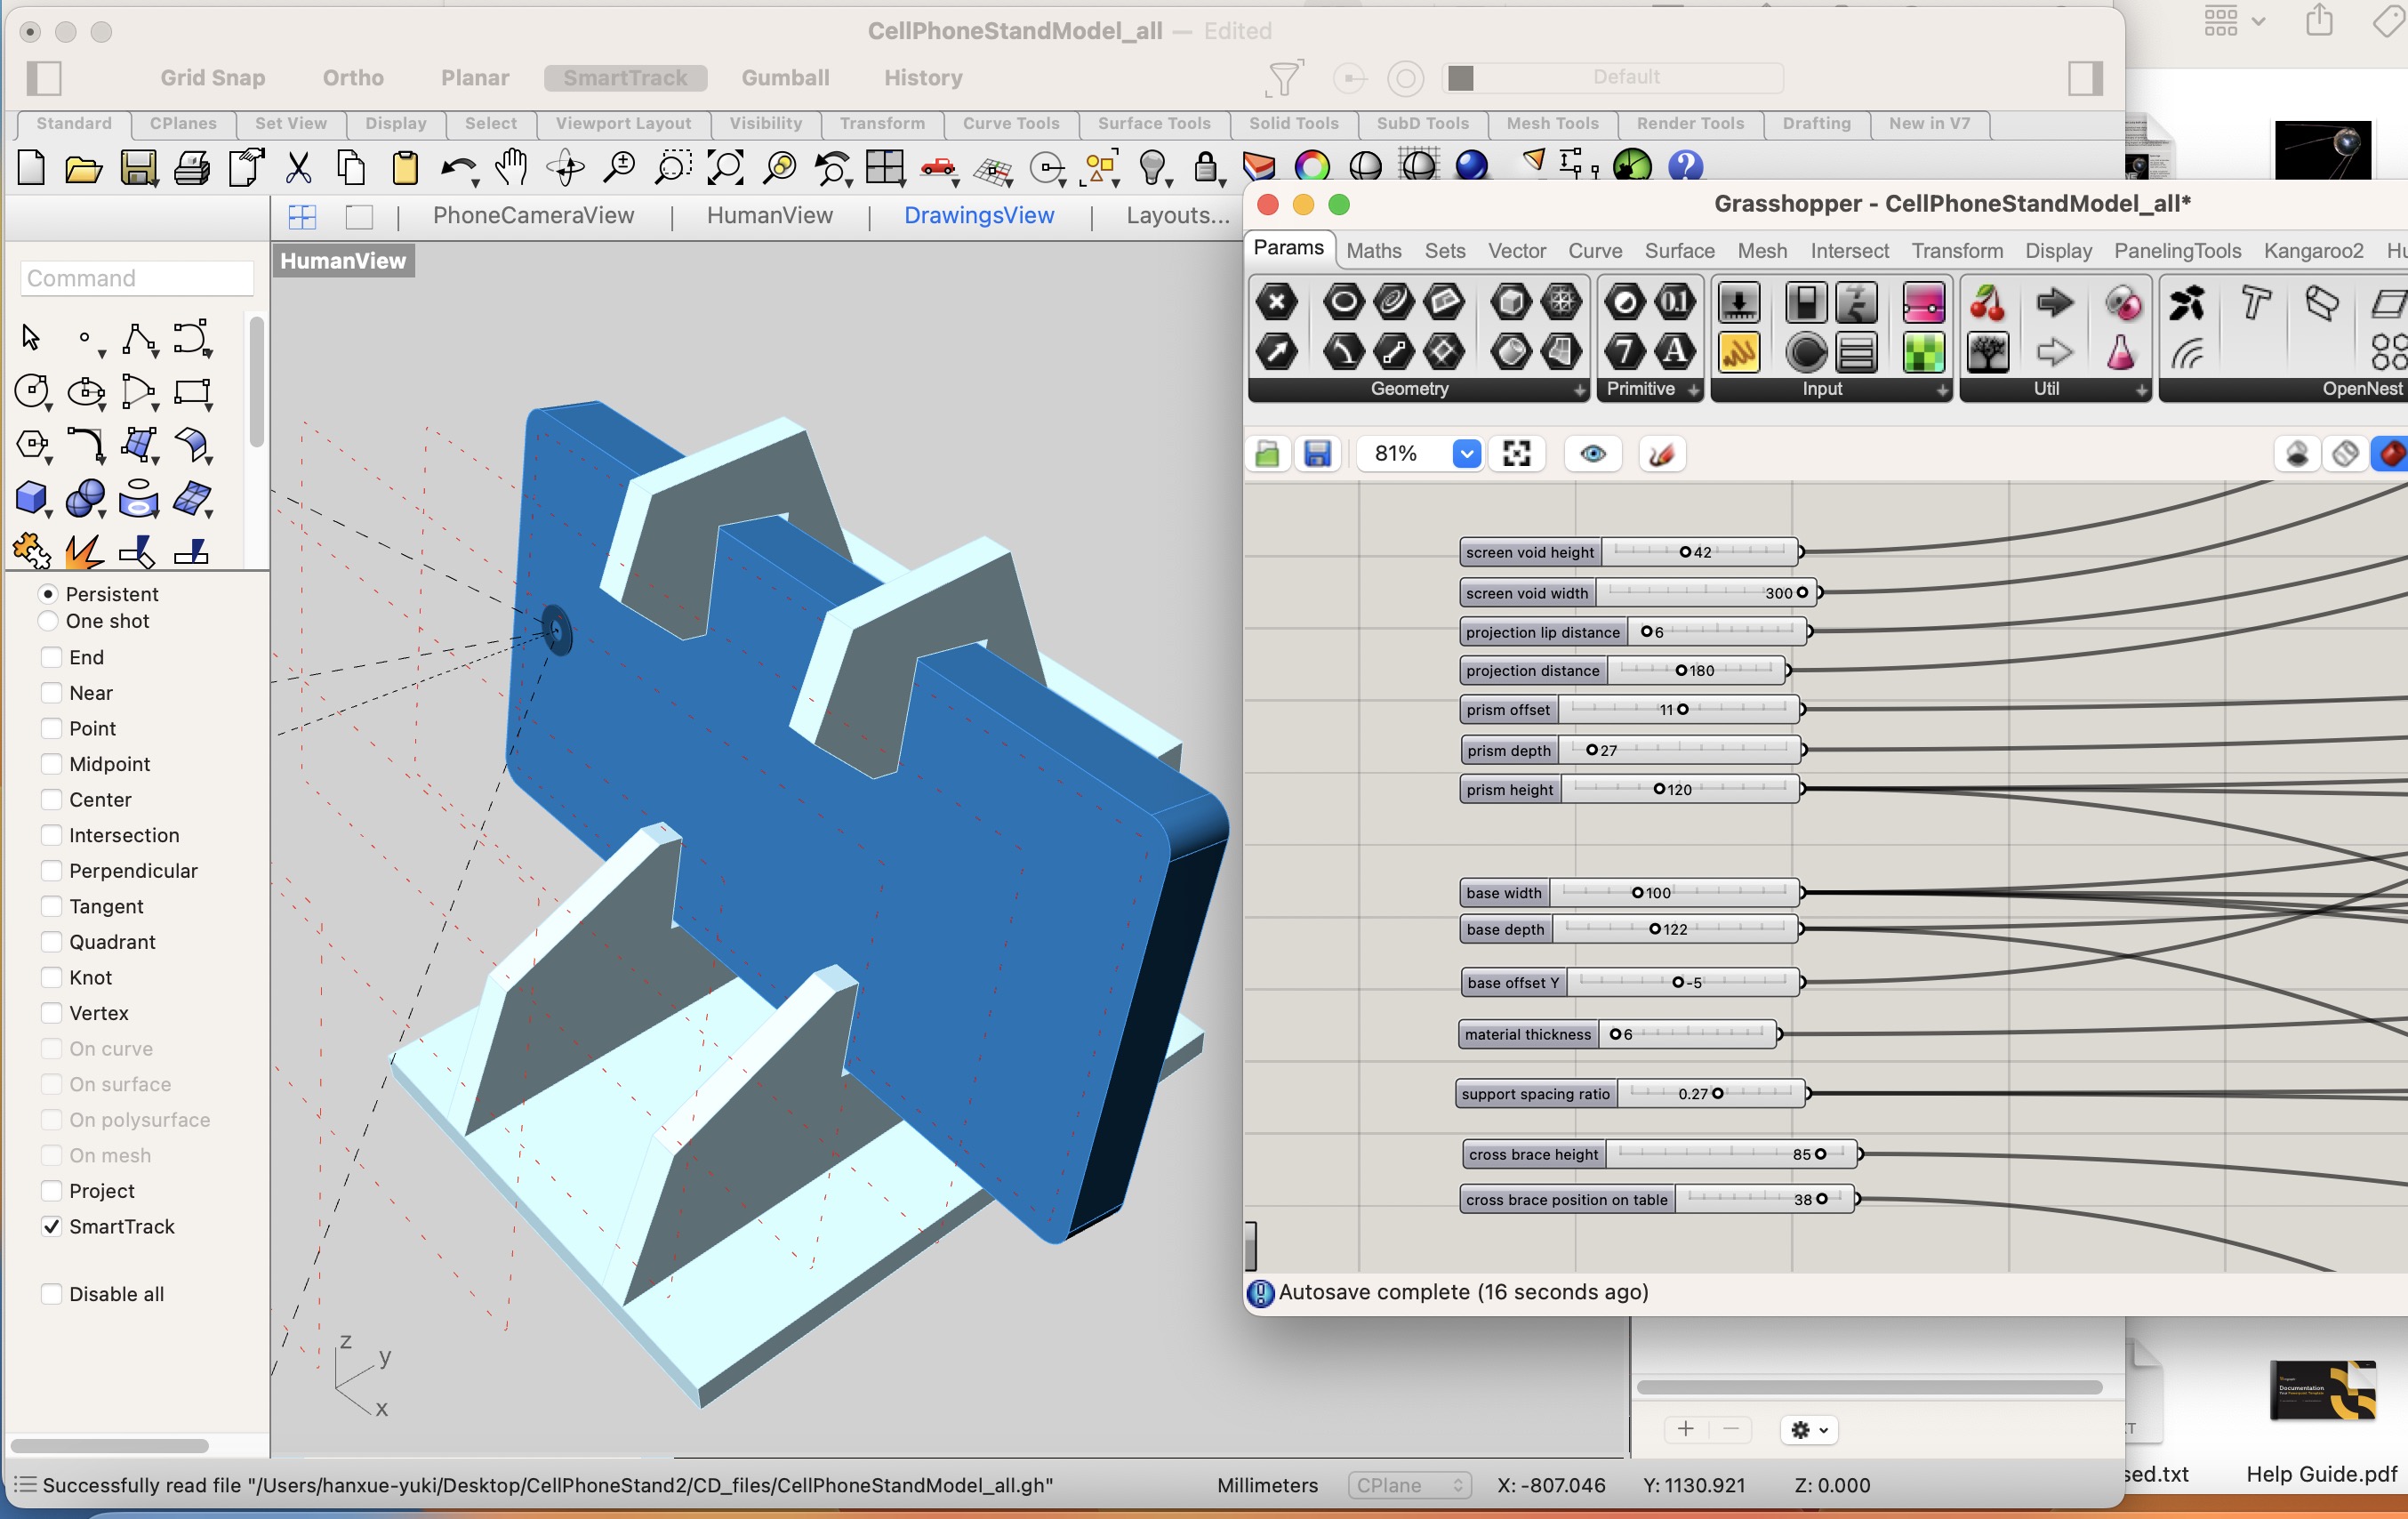 CellPhoneStandModel_all — Edited
Grid Snap Ortho Planar SmartTrack Gumball History Default
Standard CPlanes Set View Display Select Viewport Layout Visibility Transform Curve Tools Surface Tools Solid Tools SubD Tools Mesh Tools Render Tools Drafting New in V7
PhoneCameraView | HumanView | DrawingsView | Layouts...
Command
HumanView
Persistent
One shot
End
Near
Point
Midpoint
Center
Intersection
Perpendicular
Tangent
Quadrant
Knot
Vertex
On curve
On surface
On polysurface
On mesh
Project
SmartTrack
Disable all
z
y
x
Grasshopper - CellPhoneStandModel_all*
Params Maths Sets Vector Curve Surface Mesh Intersect Transform Display PanelingTools Kangaroo2
Geometry Primitive Input Util OpenNest
81%
screen void height 42
screen void width 300
projection lip distance 6
projection distance 180
prism offset 11
prism depth 27
prism height 120
base width 100
base depth 122
base offset Y -5
material thickness 6
support spacing ratio 0.27
cross brace height 85
cross brace position on table 38
Autosave complete (16 seconds ago)
Documentation
sed.txt Help Guide.pdf
Successfully read file "/Users/hanxue-yuki/Desktop/CellPhoneStand2/CD_files/CellPhoneStandModel_all.gh" Millimeters CPlane X: -807.046 Y: 1130.921 Z: 0.000